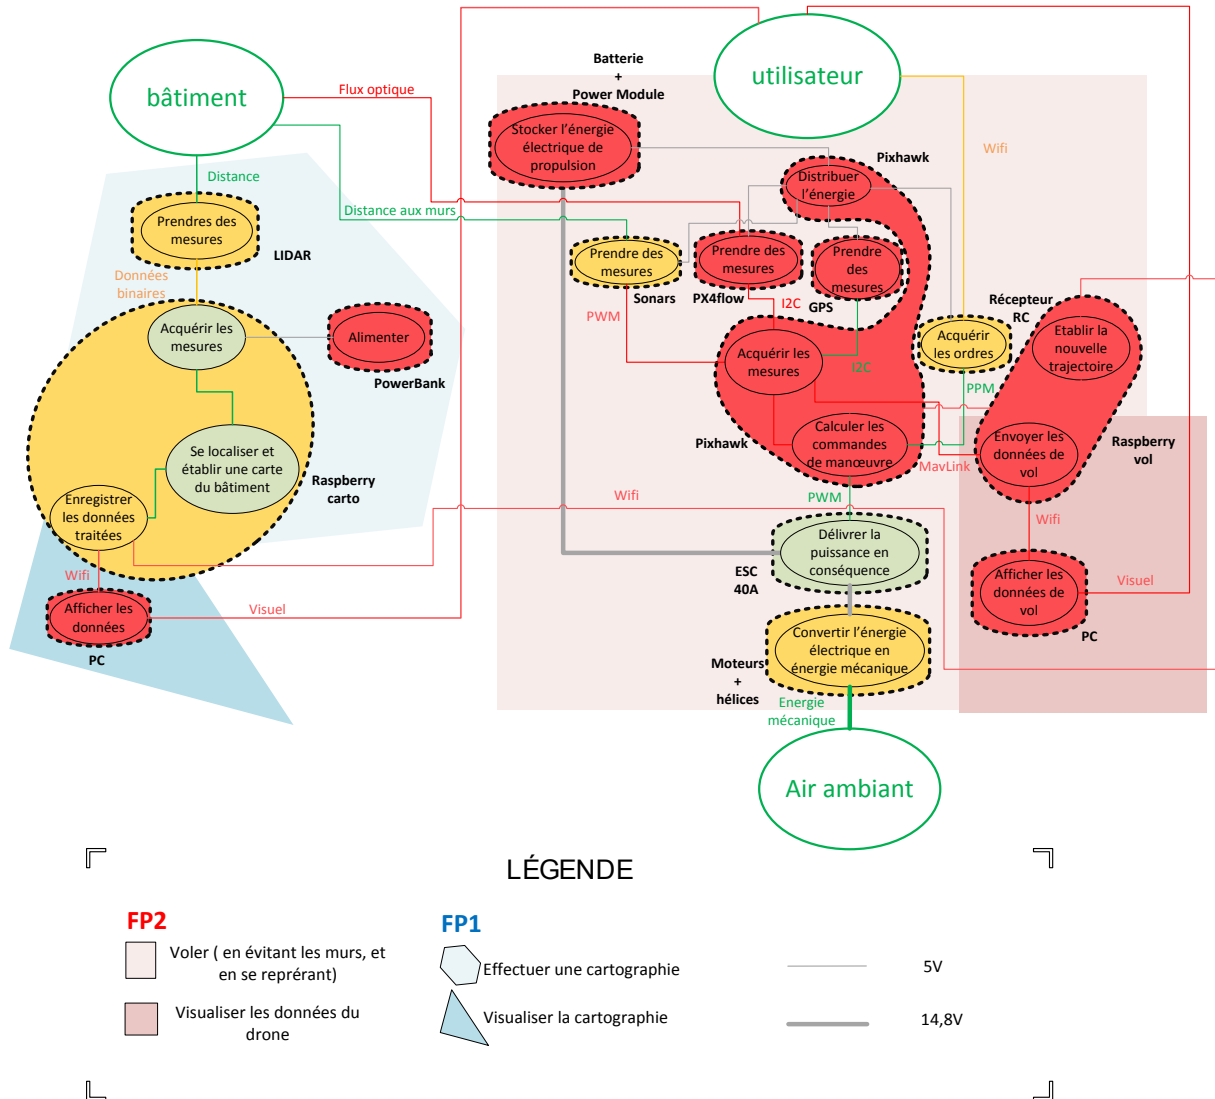 Batterie
+
Power Module
utilisateur
bâtiment
Flux optique
Stocker l'énergie
électrique de
propulsion
Pixhawk
Wifi
Distance
Distribuer
l'énergie
Distance aux murs
Prendres des
mesures
LIDAR
Prendre des
mesures
Sonars
Prendre des
mesures
PX4flow
Prendre
des
mesures
GPS
Données
binaires
I2C
Récepteur
RC
PWM
Acquérir les
mesures
Alimenter
PowerBank
Acquérir
les ordres
Etablir la
nouvelle
trajectoire
Acquérir les
mesures
I2C
PPM
Pixhawk
Calculer les
commandes
de manœuvre
Envoyer les
données de
vol
Raspberry
vol
Se localiser et
établir une carte
du bâtiment
Raspberry
carto
MavLink
Enregistrer
les données
traitées
Wifi
PWM
Wifi
Délivrer la
puissance en
conséquence
ESC
40A
Wifi
Afficher les
données
PC
Visuel
Afficher les
données de
vol
PC
Visuel
Convertir l'énergie
électrique en
énergie mécanique
Moteurs
+
hélices
Energie
mécanique
Air ambiant
LÉGENDE
FP2
FP1
Voler ( en évitant les murs, et
en se reprérant)
Effectuer une cartographie
5V
Visualiser les données du
drone
Visualiser la cartographie
14,8V